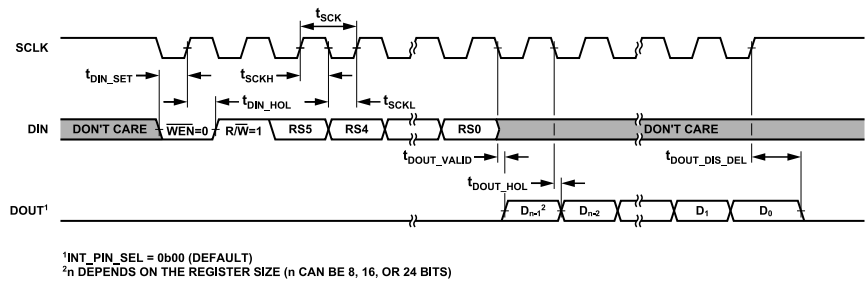 tSCK
SCLK
tDIN_SET
tSCKH
tDIN_HOL
tSCKL
DIN
DON'T CARE
W̅E̅N̅=0
R/W̅=1
RS5
RS4
RS0
DON'T CARE
tDOUT_VALID
tDOUT_DIS_DEL
tDOUT_HOL
DOUT¹
Dn-1²
Dn-2
D1
D0
¹INT_PIN_SEL = 0b00 (DEFAULT)
²n DEPENDS ON THE REGISTER SIZE (n CAN BE 8, 16, OR 24 BITS)